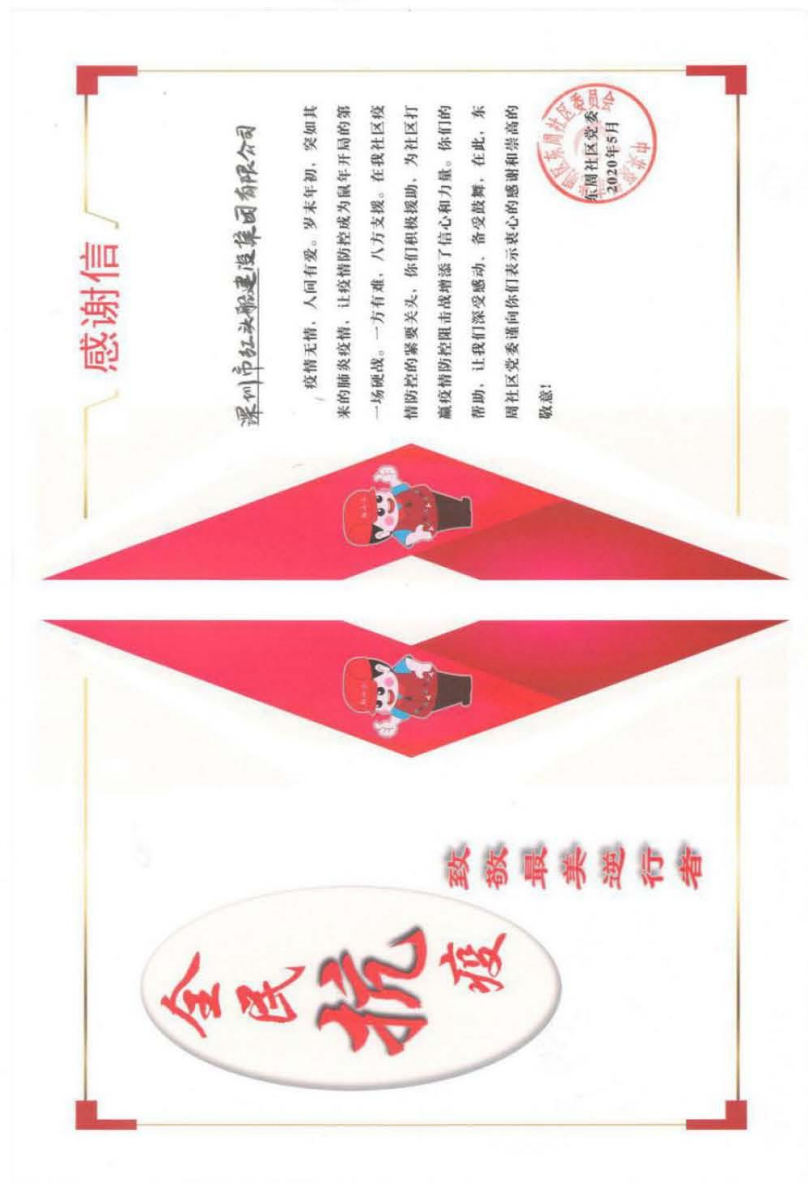 全民抗疫
致敬最美逆行者
感谢信
深圳市红头船建设集团有限公司
疫情无情，人间有爱。岁末年初，突如其
来的肺炎疫情，让疫情防控成为鼠年开局的第
一场硬战。一方有难，八方支援。在我社区疫
情防控的紧要关头，你们积极援助，为社区打
赢疫情防控阻击战增添了信心和力量。你们的
帮助，让我们深受感动、备受鼓舞，在此，东
周社区党委谨向你们表示衷心的感谢和崇高的
敬意！
东周社区党委
2020年5月